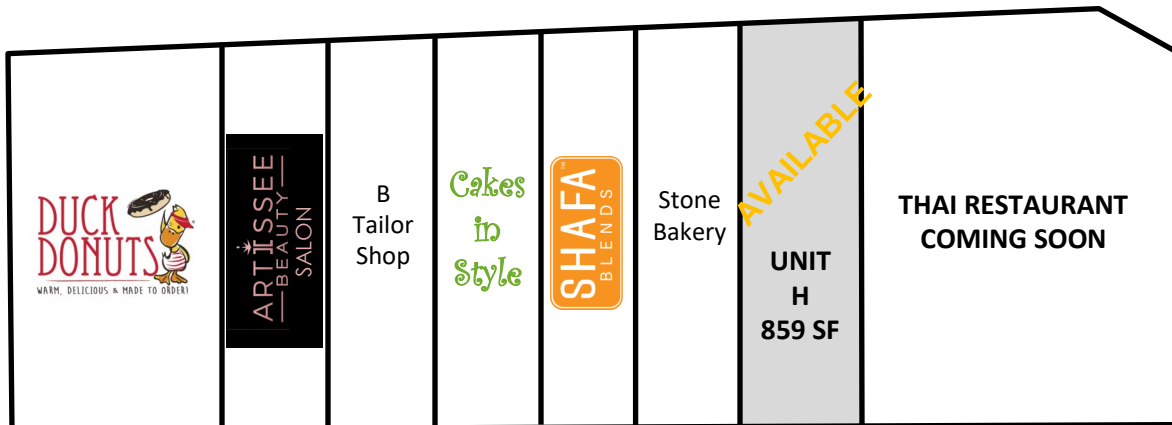 DUCK
DONUTS
WARM, DELICIOUS & MADE TO ORDER!
ARTISSEE
BEAUTY
SALON
B
Tailor
Shop
Cakes
in
Style
SHAFA™
BLENDS
Stone
Bakery
AVAILABLE
UNIT
H
859 SF
THAI RESTAURANT
COMING SOON